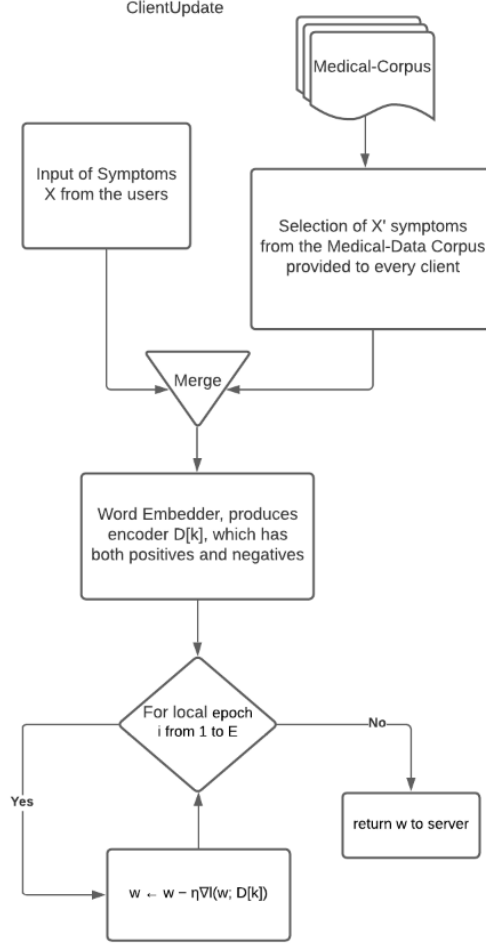 ClientUpdate
Medical-Corpus
Input of Symptoms
X from the users
Selection of X' symptoms
from the Medical-Data Corpus
provided to every client
Merge
Word Embedder, produces
encoder D[k], which has
both positives and negatives
For local epoch
i from 1 to E
No
Yes
return w to server
w ← w − η∇l(w; D[k])